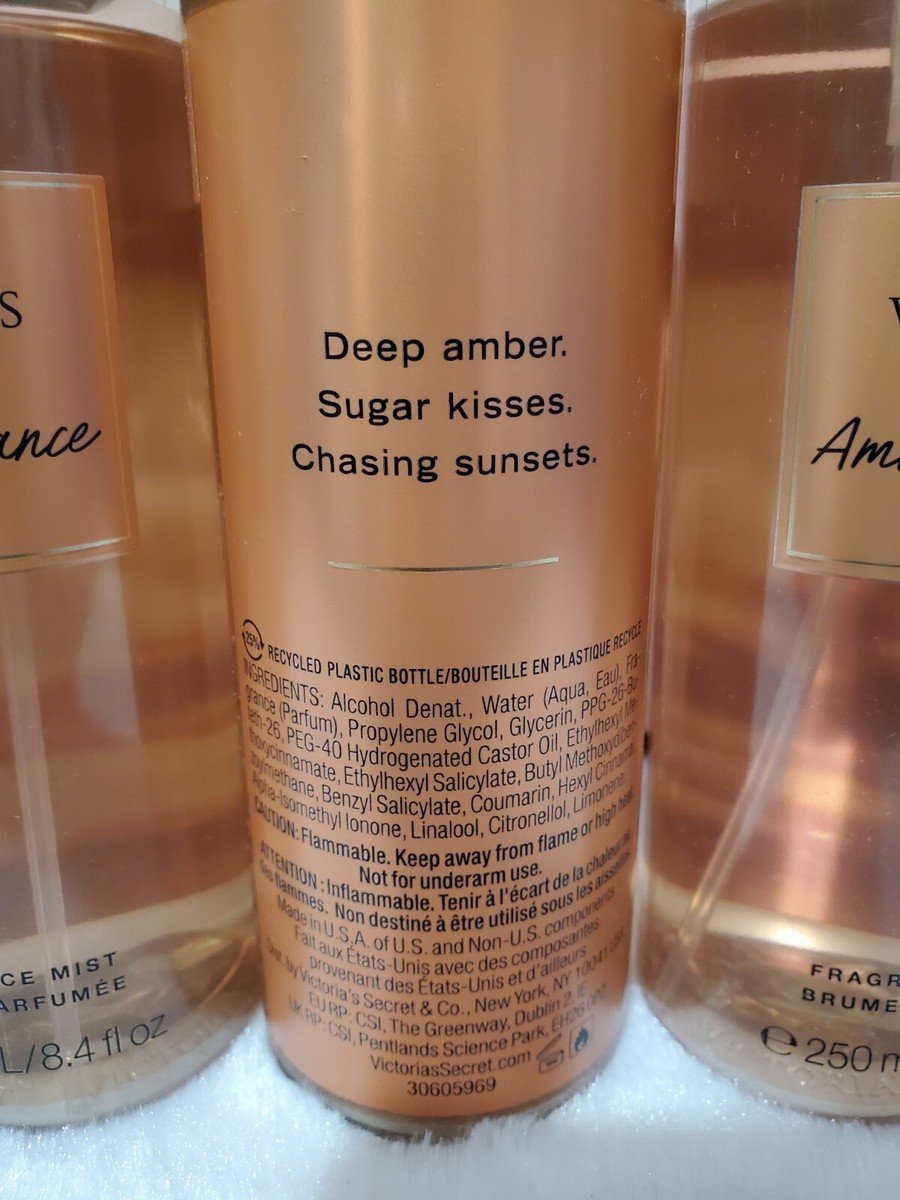 S
ance
CE MIST
ARFUMÉE
L/8.4 fl oz
Deep amber.
Sugar kisses.
Chasing sunsets.
25% RECYCLED PLASTIC BOTTLE/BOUTEILLE EN PLASTIQUE RECYCLÉ
INGREDIENTS: Alcohol Denat., Water (Aqua, Eau), Fra-
grance (Parfum), Propylene Glycol, Glycerin, PPG-26-Bu-
teth-26, PEG-40 Hydrogenated Castor Oil, Ethylhexyl Me-
thoxycinnamate, Ethylhexyl Salicylate, Butyl Methoxydiben-
zoylmethane, Benzyl Salicylate, Coumarin, Hexyl Cinnamal,
Alpha-Isomethyl Ionone, Linalool, Citronellol, Limonene.
CAUTION: Flammable. Keep away from flame or high heat.
Not for underarm use.
ATTENTION : Inflammable. Tenir à l'écart de la chaleur ou
des flammes. Non destiné à être utilisé sous les aisselles.
Made in U.S.A. of U.S. and Non-U.S. components
Fait aux États-Unis avec des composantes
provenant des États-Unis et d'ailleurs
Dist. by Victoria's Secret & Co., New York, NY 10041 USA
EU RP: CSI, The Greenway, Dublin 2, IE
UK RP: CSI, Pentlands Science Park, EH26 0PZ
VictoriasSecret.com
30605969
V
Am
FRAGR
BRUME
e 250 m